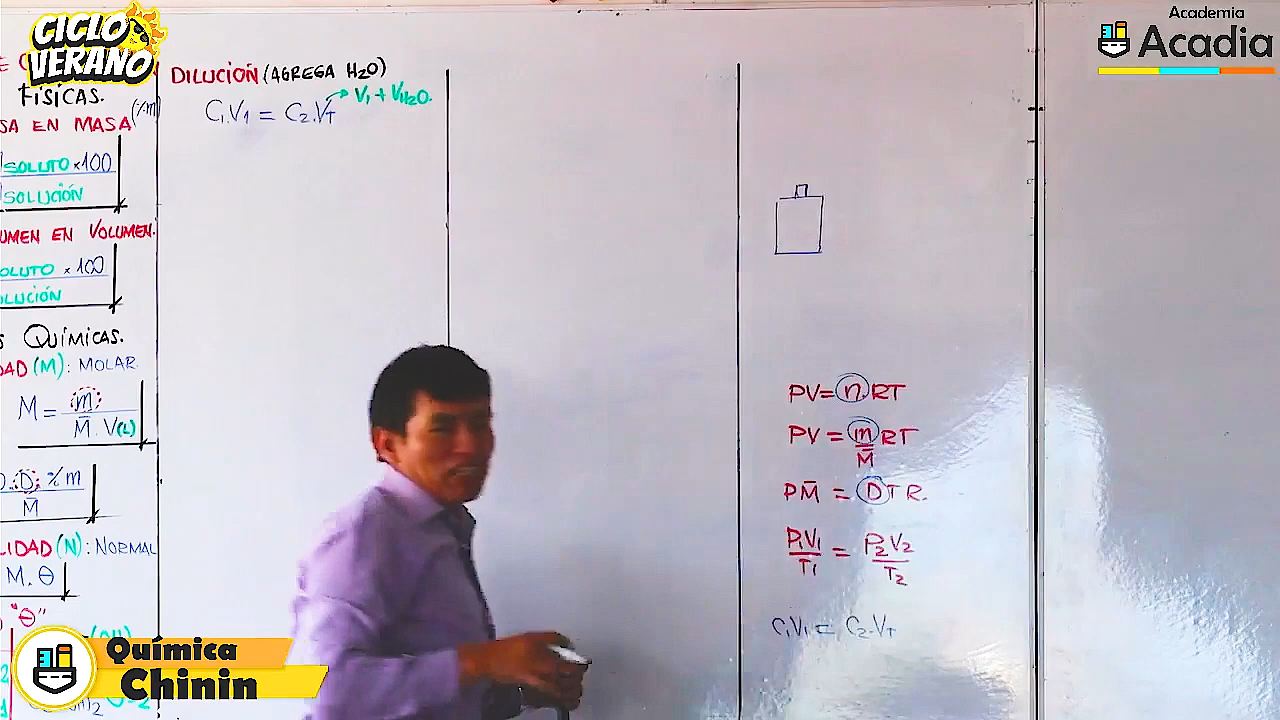 CICLO
VERANO
Academia
Acadia
FÍSICAS.
SA EN MASA (%m)
SOLUTO x100
SOLUCIÓN
UMEN EN VOLUMEN.
OLUTO x100
OLUCIÓN
S QUÍMICAS.
DAD (M): MOLAR
M = m
M̄ . V(L)
D. %m
M̄
LIDAD (N): NORMAL
M. Θ
"Θ"
DILUCIÓN (AGREGA H2O)
C1.V1 = C2.VT → V1 + VH2O.
PV = nRT
PV = m RT
M̄
PM̄ = DTR.
P1V1 = P2V2
T1 T2
C1V1 = C2.VT
Química
Chinin